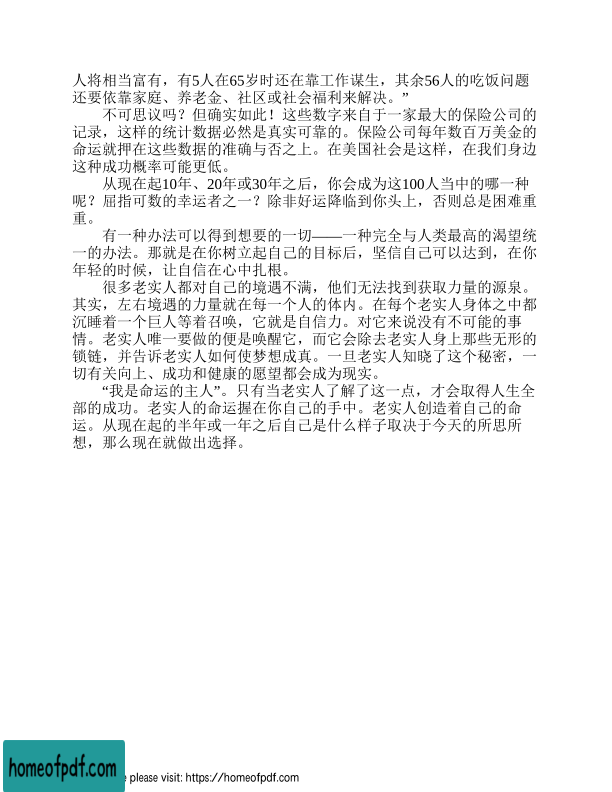 人将相当富有，有5人在65岁时还在靠工作谋生，其余56人的吃饭问题
还要依靠家庭、养老金、社区或社会福利来解决。”
不可思议吗？但确实如此！这些数字来自于一家最大的保险公司的
记录，这样的统计数据必然是真实可靠的。保险公司每年数百万美金的
命运就押在这些数据的准确与否之上。在美国社会是这样，在我们身边
这种成功概率可能更低。
从现在起10年、20年或30年之后，你会成为这100人当中的哪一种
呢？屈指可数的幸运者之一？除非好运降临到你头上，否则总是困难重
重。
有一种办法可以得到想要的一切——一种完全与人类最高的渴望统
一的办法。那就是在你树立起自己的目标后，坚信自己可以达到，在你
年轻的时候，让自信在心中扎根。
很多老实人都对自己的境遇不满，他们无法找到获取力量的源泉。
其实，左右境遇的力量就在每一个人的体内。在每个老实人身体之中都
沉睡着一个巨人等着召唤，它就是自信力。对它来说没有不可能的事
情。老实人唯一要做的便是唤醒它，而它会除去老实人身上那些无形的
锁链，并告诉老实人如何使梦想成真。一旦老实人知晓了这个秘密，一
切有关向上、成功和健康的愿望都会成为现实。
“我是命运的主人”。只有当老实人了解了这一点，才会取得人生全
部的成功。老实人的命运握在你自己的手中。老实人创造着自己的命
运。从现在起的半年或一年之后自己是什么样子取决于今天的所思所
想，那么现在就做出选择。
homeofpdf.com
please visit: https://homeofpdf.com